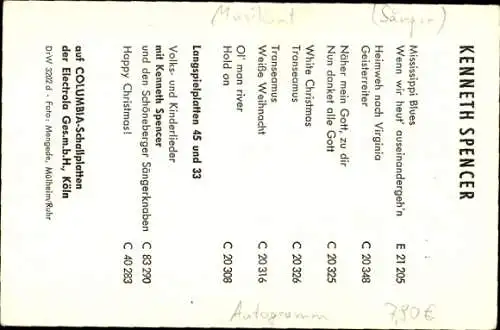 KENNETH SPENCER
Mississippi Blues
Wenn wir heut' auseinandergeh'n E 21 205
Heimweh nach Virginia
Geisterreiter C 20 348
Näher mein Gott, zu dir
Nun danket alle Gott C 20 325
White Christmas
Transeamus C 20 326
Transeamus
Weiße Weihnacht C 20 316
Ol' man river
Hold on C 20 308
Langspielplatten 45 und 33
Volks- und Kinderlieder
mit Kenneth Spencer
und den Schöneberger Sängerknaben C 83 290
Happy Christmas! C 40 283
auf COLUMBIA-Schallplatten
der Electrola Ges.m.b.H., Köln
DrW 3202 d · Foto: Mengede, Mülheim/Ruhr
(Sänger)
Autogramm 7,90 €